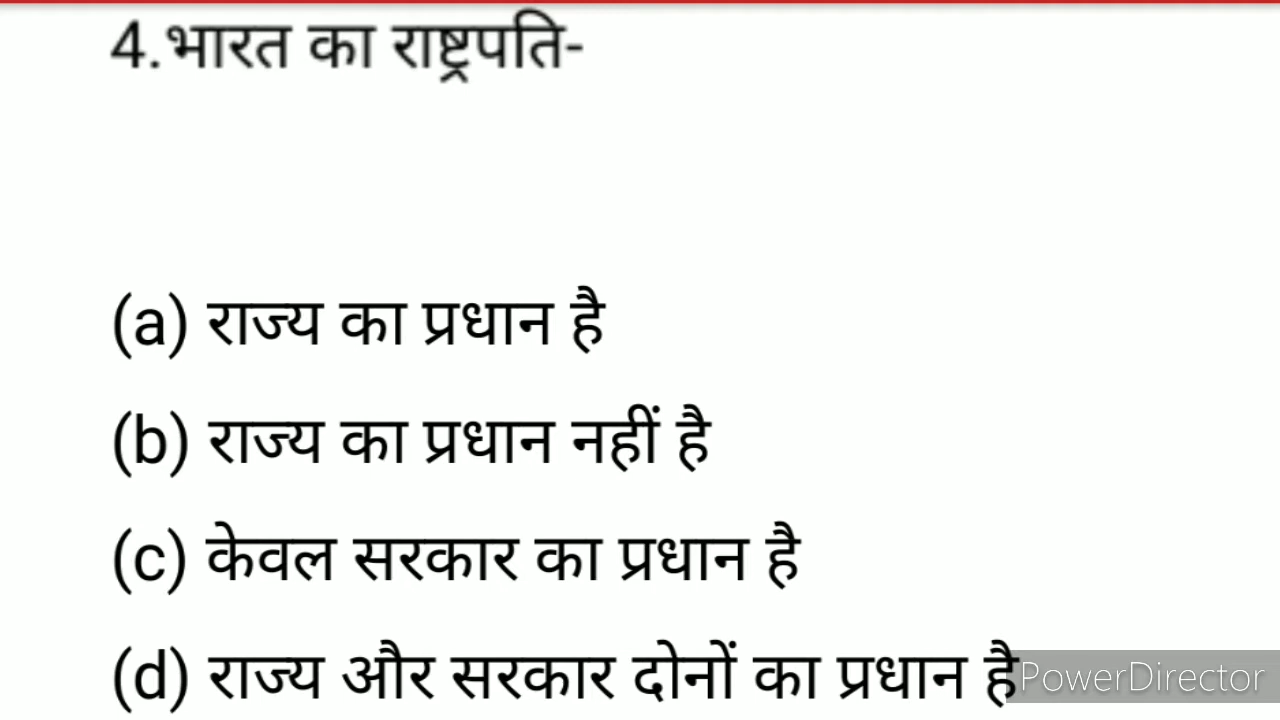 4.भारत का राष्ट्रपति-
(a) राज्य का प्रधान है
(b) राज्य का प्रधान नहीं है
(c) केवल सरकार का प्रधान है
(d) राज्य और सरकार दोनों का प्रधान है
PowerDirector